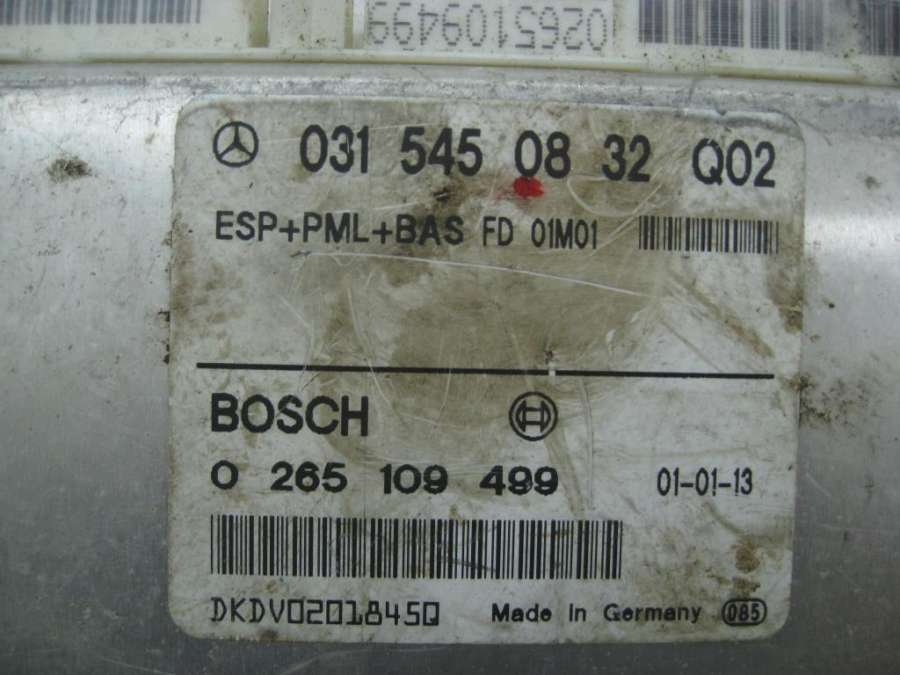 0265109499
031 545 08 32 Q02
ESP+PML+BAS FD 01M01
BOSCH
0 265 109 499 01-01-13
DKDV02018450
Made In Germany 085